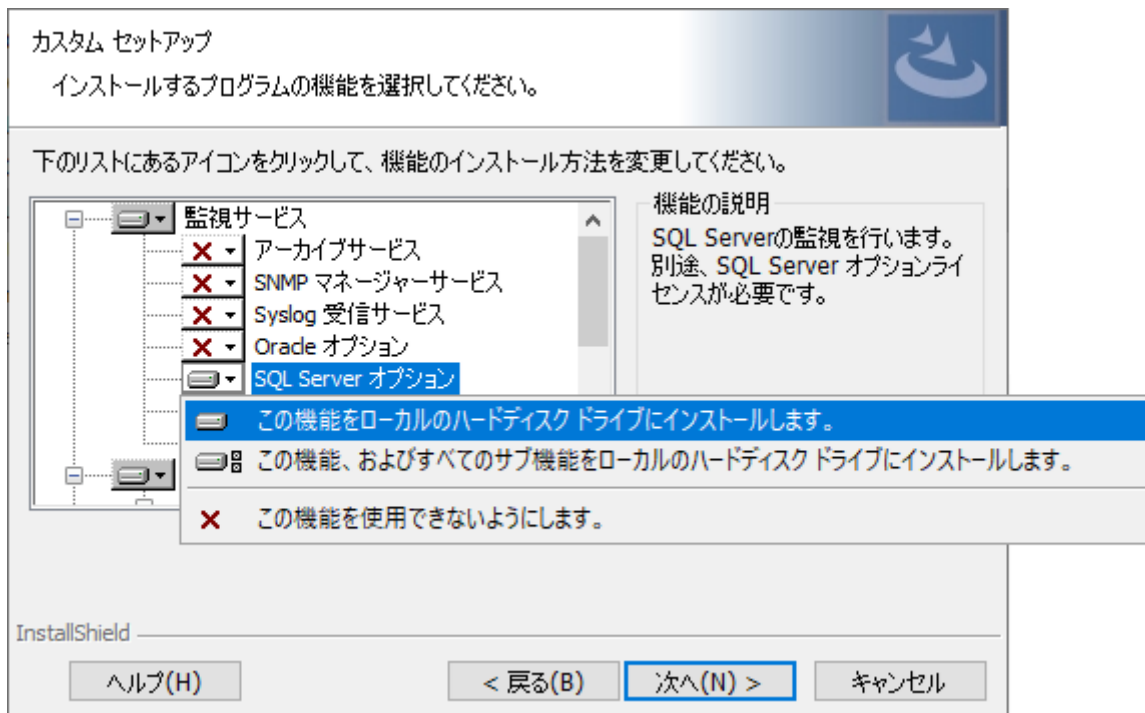 カスタム セットアップ
インストールするプログラムの機能を選択してください。
下のリストにあるアイコンをクリックして、機能のインストール方法を変更してください。
監視サービス
アーカイブサービス
SNMP マネージャーサービス
Syslog 受信サービス
Oracle オプション
SQL Server オプション
機能の説明
SQL Serverの監視を行います。
別途、SQL Server オプションライ
センスが必要です。
この機能をローカルのハードディスク ドライブにインストールします。
この機能、およびすべてのサブ機能をローカルのハードディスク ドライブにインストールします。
この機能を使用できないようにします。
InstallShield
ヘルプ(H)
< 戻る(B)
次へ(N) >
キャンセル